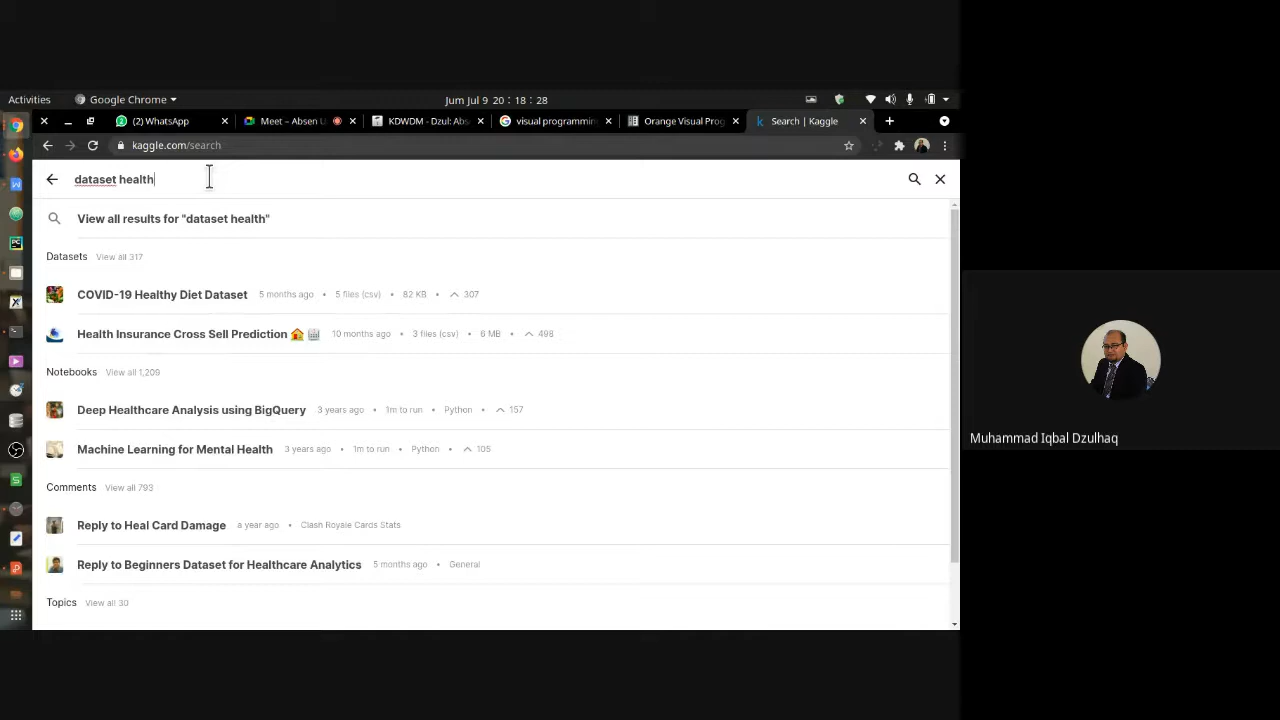 Activities Google Chrome Jum Jul 9 20 : 18 : 28
(2) WhatsApp Meet – Absen U KDWDM - Dzul: Abs visual programmin Orange Visual Prog Search | Kaggle
kaggle.com/search
dataset health
View all results for "dataset health"
Datasets View all 317
COVID-19 Healthy Diet Dataset 5 months ago • 5 files (csv) • 82 KB • 307
Health Insurance Cross Sell Prediction 10 months ago • 3 files (csv) • 6 MB • 498
Notebooks View all 1,209
Deep Healthcare Analysis using BigQuery 3 years ago • 1m to run • Python • 157
Machine Learning for Mental Health 3 years ago • 1m to run • Python • 105
Comments View all 793
Reply to Heal Card Damage a year ago • Clash Royale Cards Stats
Reply to Beginners Dataset for Healthcare Analytics 5 months ago • General
Topics View all 30
Muhammad Iqbal Dzulhaq